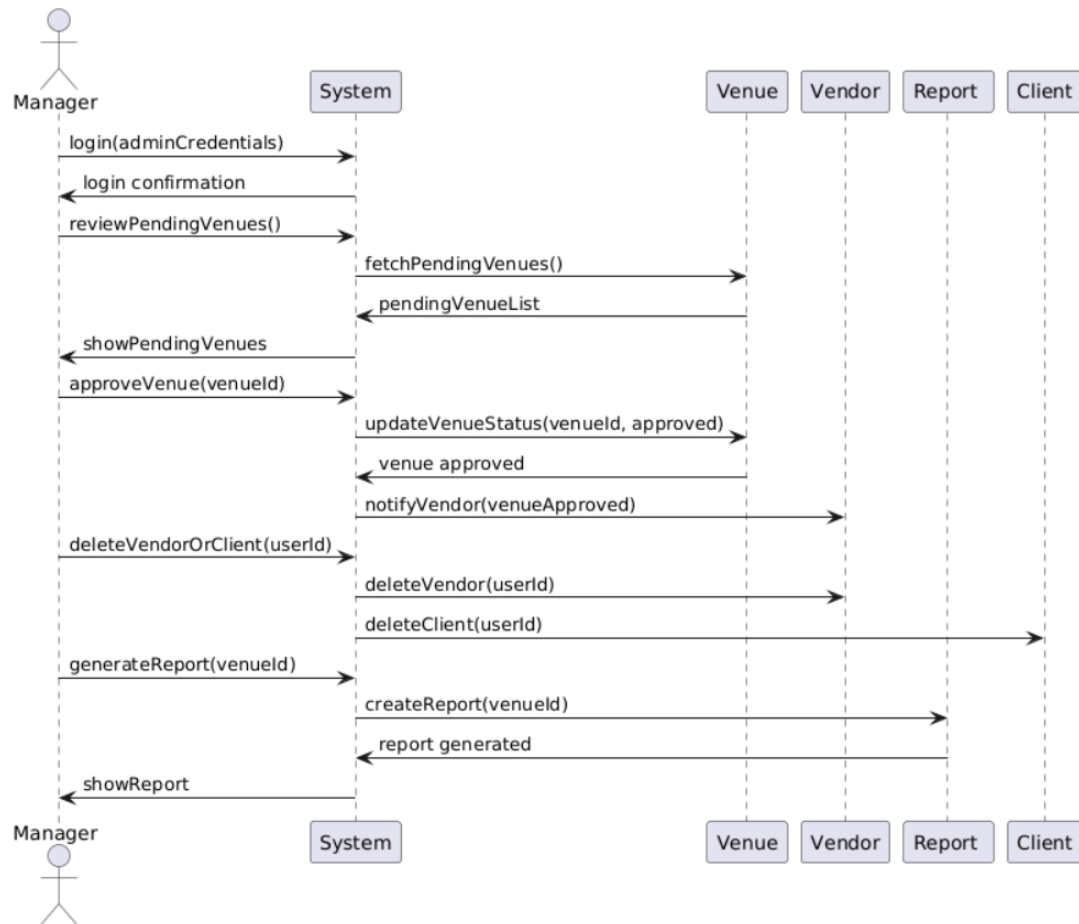 Manager
System
Venue
Vendor
Report
Client
login(adminCredentials)
login confirmation
reviewPendingVenues()
fetchPendingVenues()
pendingVenueList
showPendingVenues
approveVenue(venueId)
updateVenueStatus(venueId, approved)
venue approved
notifyVendor(venueApproved)
deleteVendorOrClient(userId)
deleteVendor(userId)
deleteClient(userId)
generateReport(venueId)
createReport(venueId)
report generated
showReport
Manager
System
Venue
Vendor
Report
Client